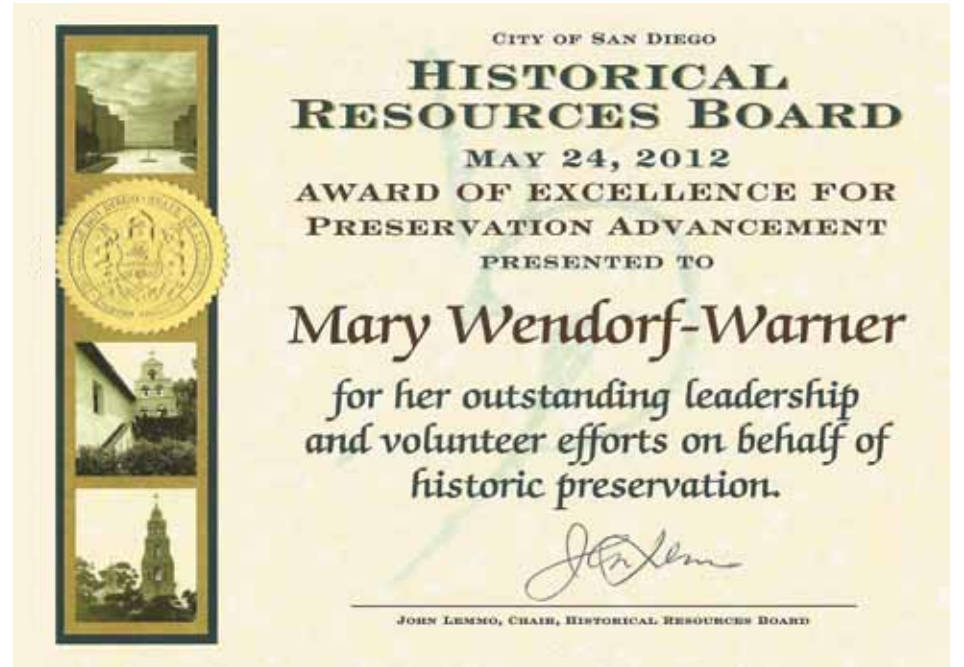 CITY OF SAN DIEGO
HISTORICAL
RESOURCES BOARD
MAY 24, 2012
AWARD OF EXCELLENCE FOR
PRESERVATION ADVANCEMENT
PRESENTED TO
Mary Wendorf-Warner
for her outstanding leadership
and volunteer efforts on behalf of
historic preservation.
JOHN LEMMO, CHAIR, HISTORICAL RESOURCES BOARD